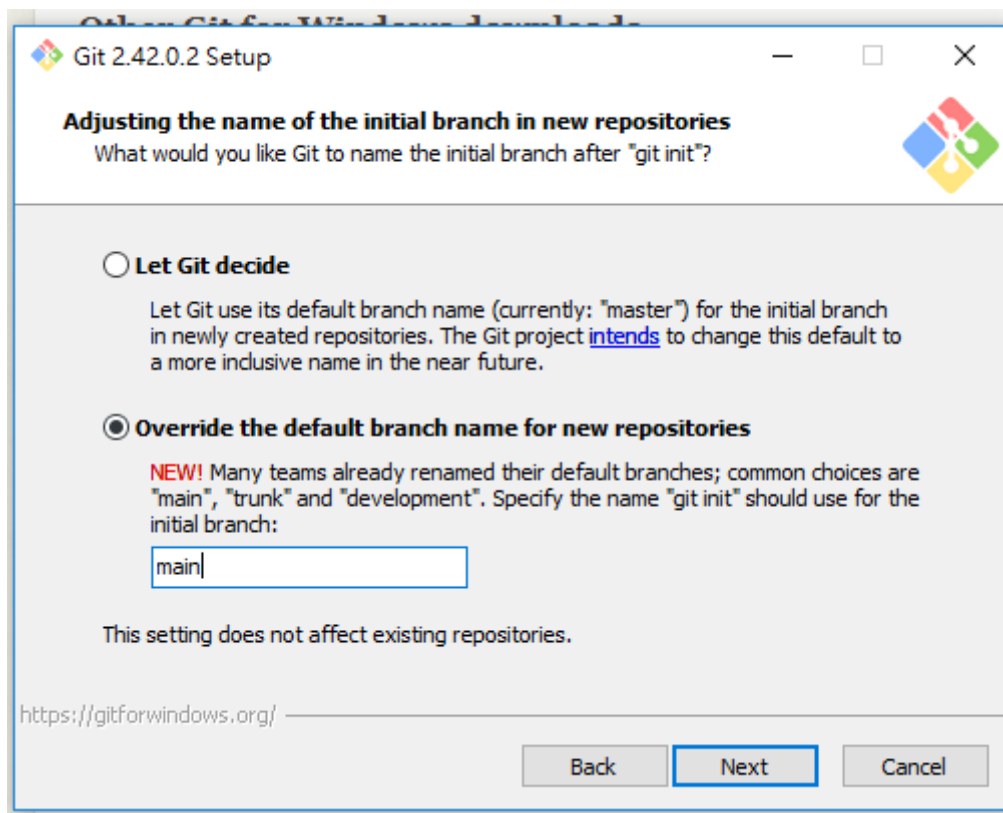 Other Git for Windows downloads
Git 2.42.0.2 Setup
Adjusting the name of the initial branch in new repositories
What would you like Git to name the initial branch after "git init"?
Let Git decide
Let Git use its default branch name (currently: "master") for the initial branch
in newly created repositories. The Git project intends to change this default to
a more inclusive name in the near future.
Override the default branch name for new repositories
NEW! Many teams already renamed their default branches; common choices are
"main", "trunk" and "development". Specify the name "git init" should use for the
initial branch:
main
This setting does not affect existing repositories.
https://gitforwindows.org/
Back Next Cancel